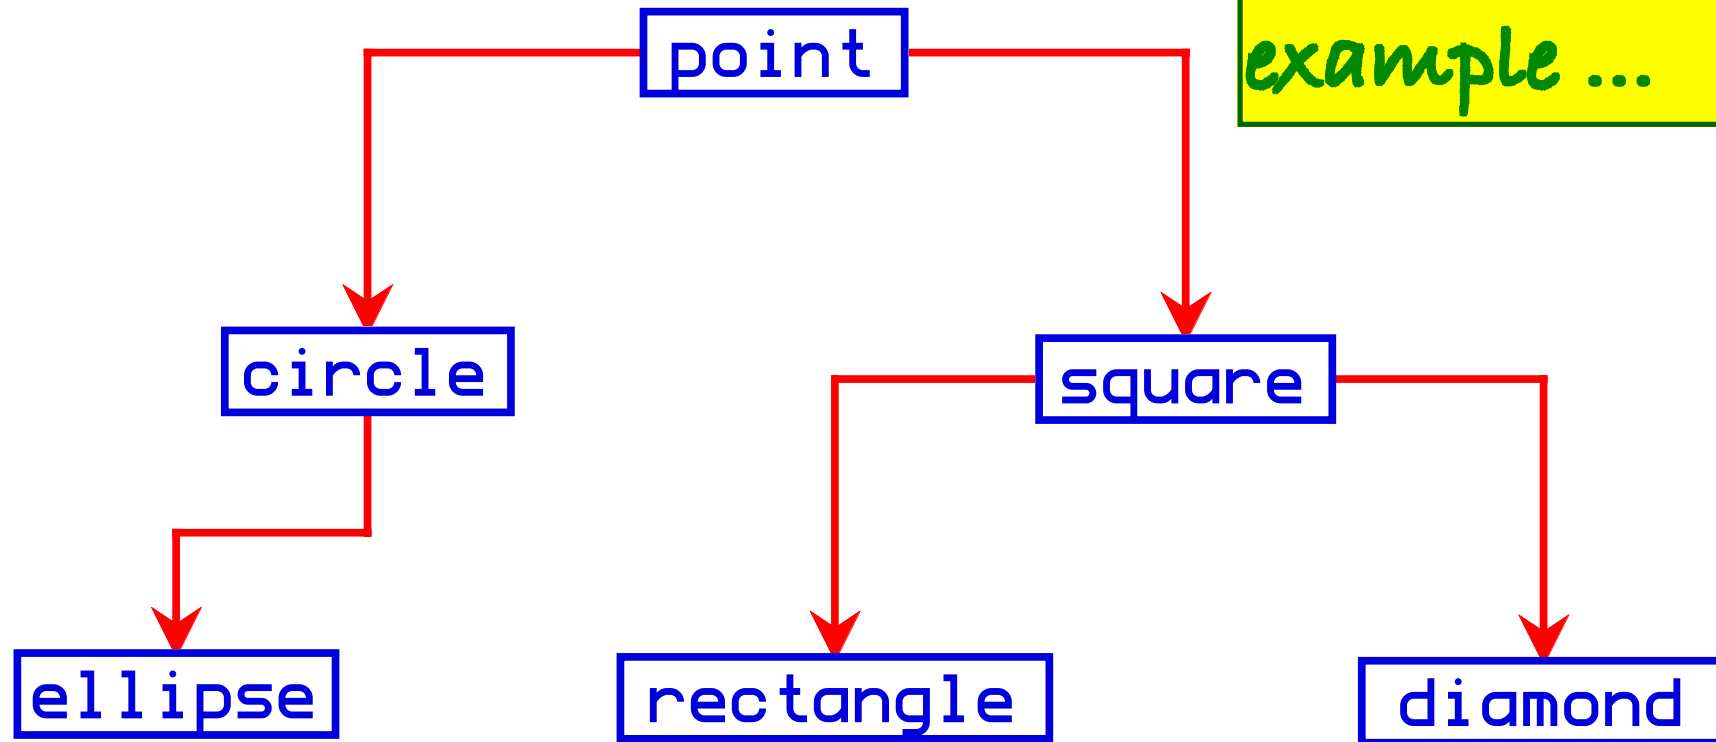 point
example ...
circle
square
ellipse
rectangle
diamond